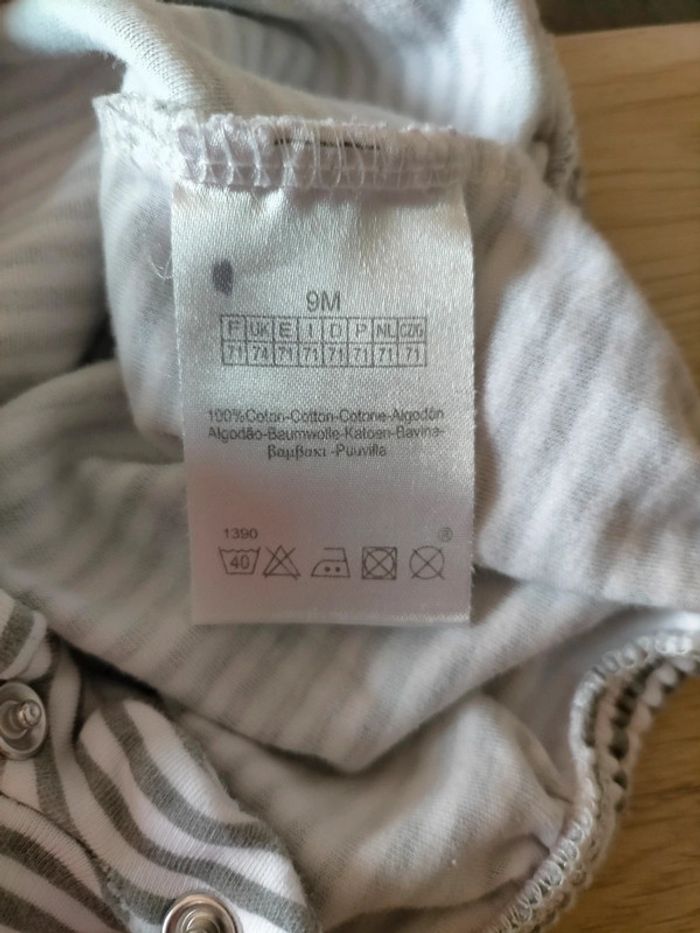 9M
F UK E I D P NL CZ/G
71 74 71 71 71 71 71 71
100%Coton-Cotton-Cotone-Algodón
Algodão-Baumwolle-Katoen-Bavlna-
Βαμβακι -Puuvilla
1390 ®
40